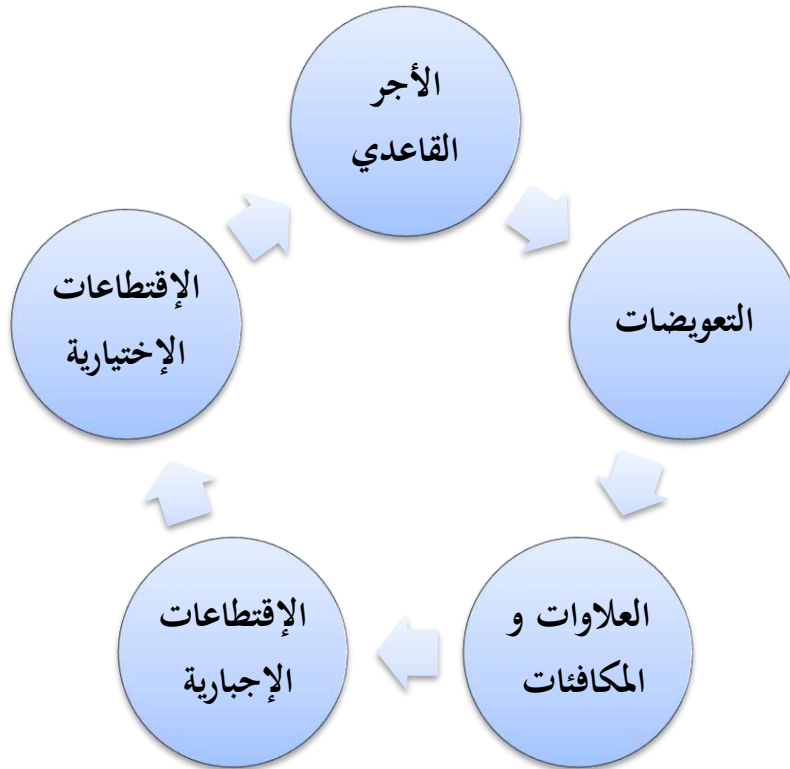 الأجر
القاعدي
التعويضات
العلاوات و
المكافئات
الإقتطاعات
الإجبارية
الإقتطاعات
الإختيارية